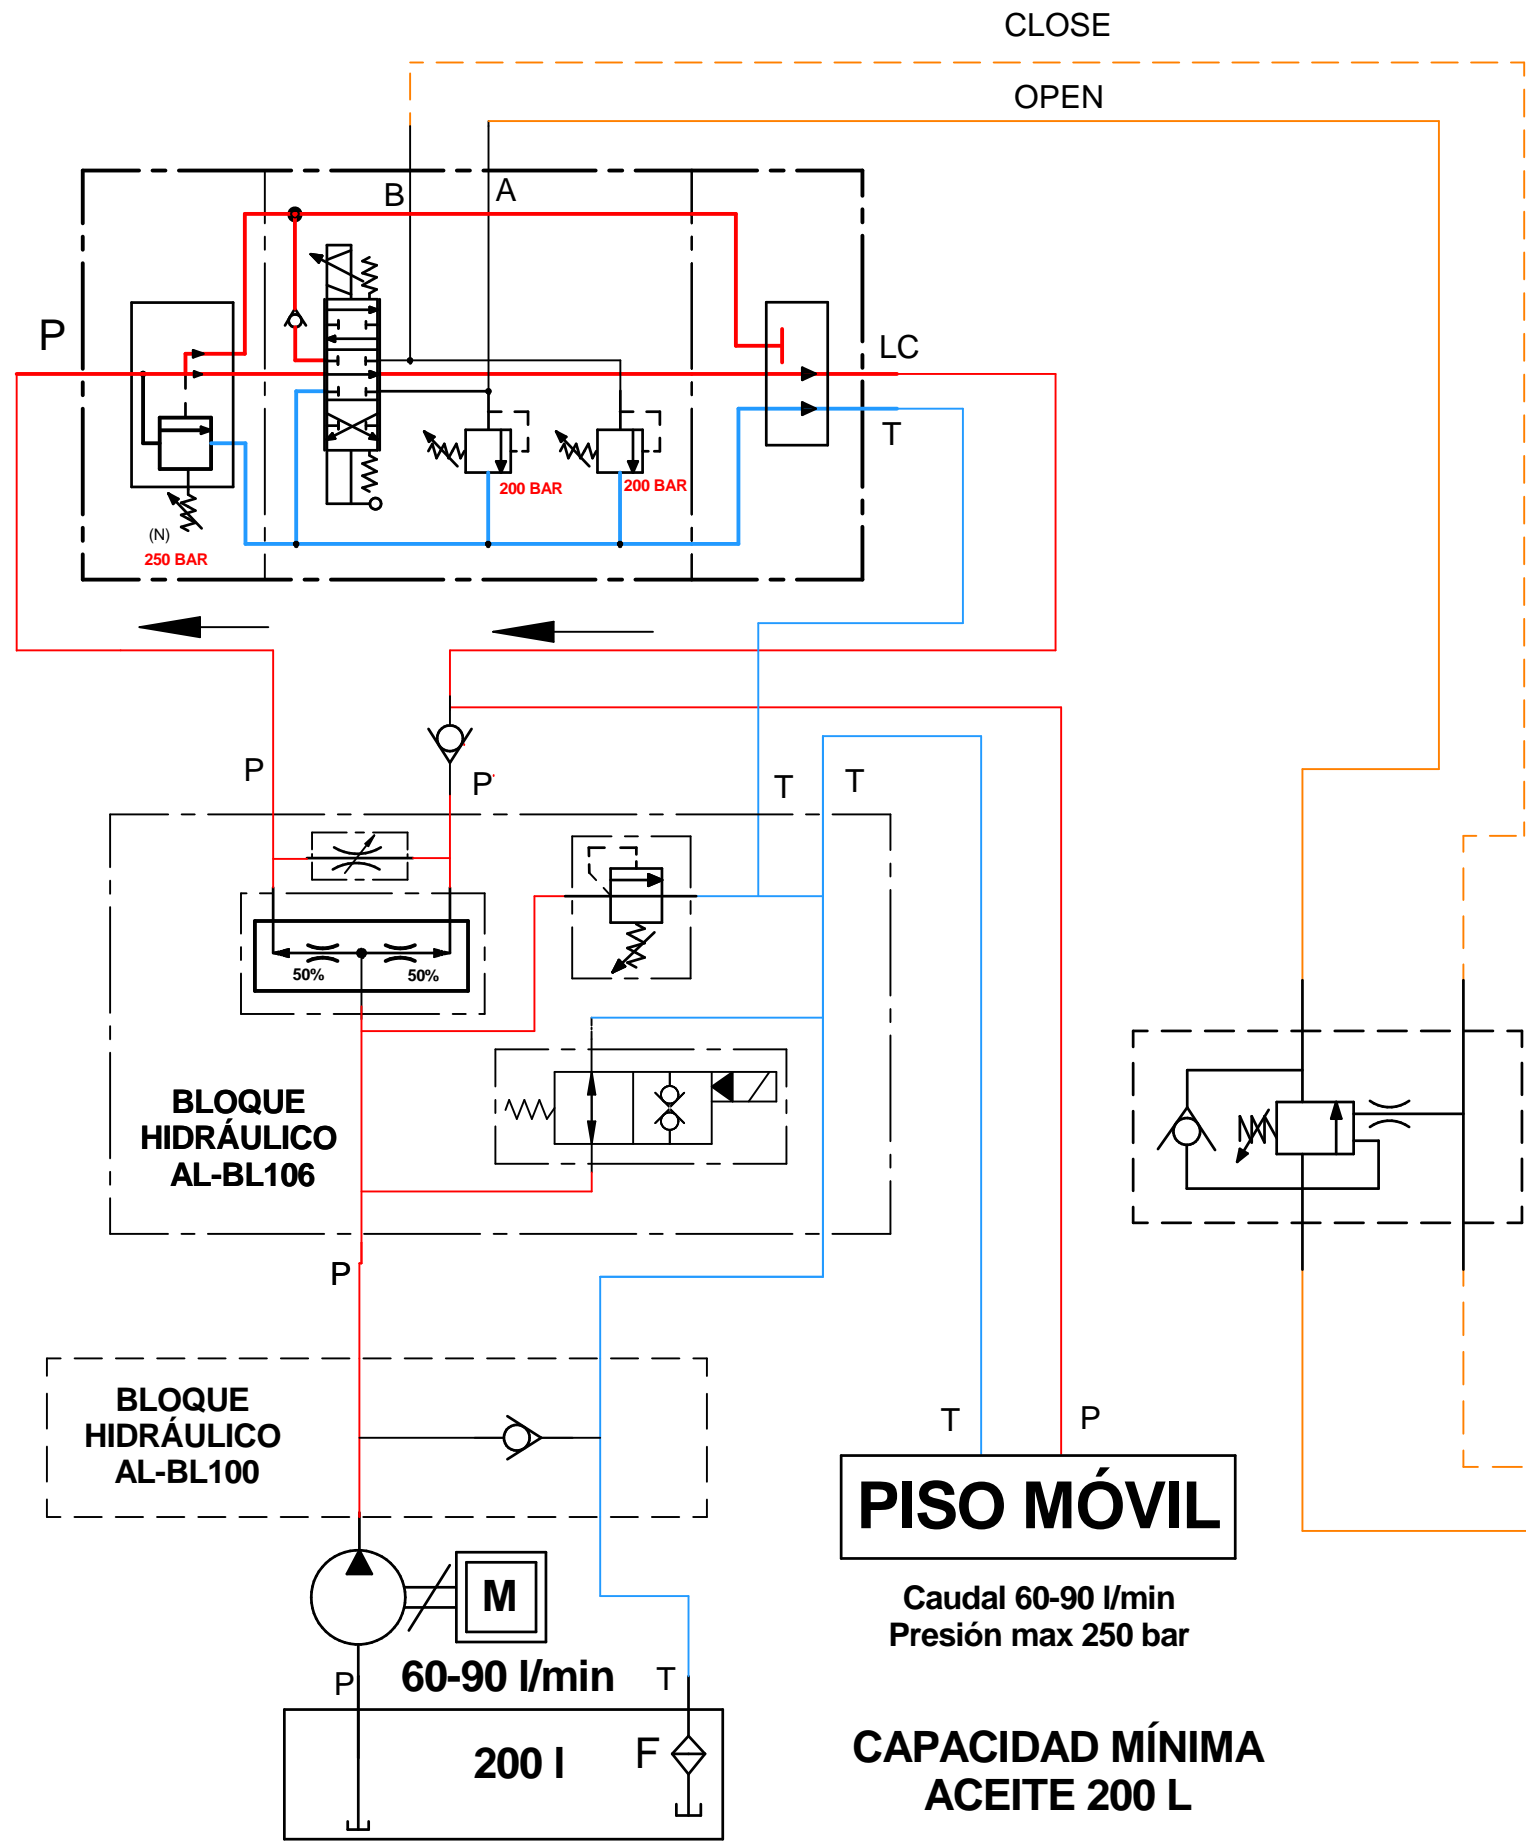 CLOSE
OPEN
B
A
P
LC
T
200 BAR
200 BAR
(N)
250 BAR
P
P
T
T
50%
50%
BLOQUE
HIDRÁULICO
AL-BL106
P
BLOQUE
HIDRÁULICO
AL-BL100
T
P
PISO MÓVIL
M
Caudal 60-90 l/min
Presión max 250 bar
60-90 l/min
P
T
200 l
F
CAPACIDAD MÍNIMA
ACEITE 200 L